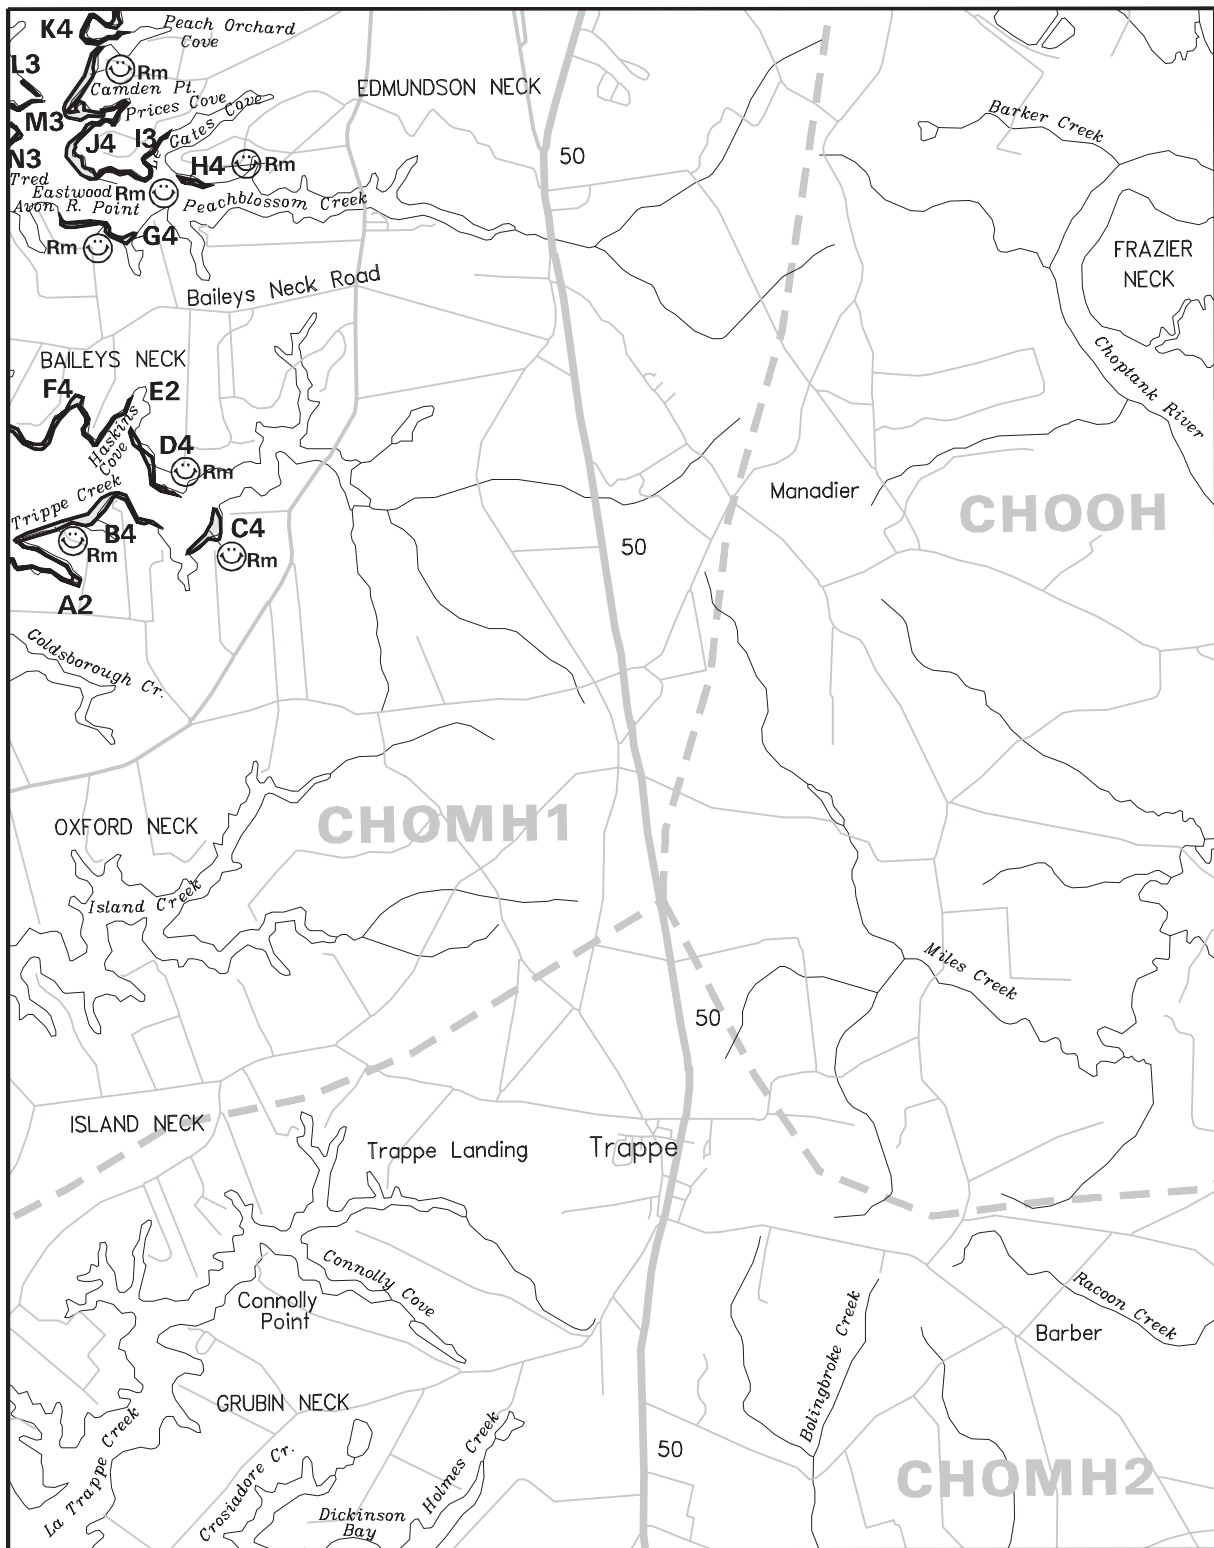 K4
Peach Orchard
Cove
L3
Rm
Camden Pt.
EDMUNDSON NECK
Prices Cove
M3
Gates Cove
Barker Creek
J4
I3
50
N3
H4
Rm
Tred
Eastwood
Rm
Avon R.
Point
Peachblossom Creek
G4
Rm
FRAZIER
NECK
Baileys Neck Road
BAILEYS NECK
Choptank River
F4
E2
Haskins
Cove
D4
Rm
Trippe Creek
Manadier
CHOOH
B4
C4
50
Rm
Rm
A2
Goldsborough Cr.
OXFORD NECK
CHOMH1
Island Creek
Miles Creek
50
ISLAND NECK
Trappe Landing
Trappe
Connolly Cove
Connolly
Point
Racoon Creek
Bolingbroke Creek
Barber
GRUBIN NECK
La Trappe Creek
Crosiadore Cr.
Holmes Creek
50
CHOMH2
Dickinson
Bay